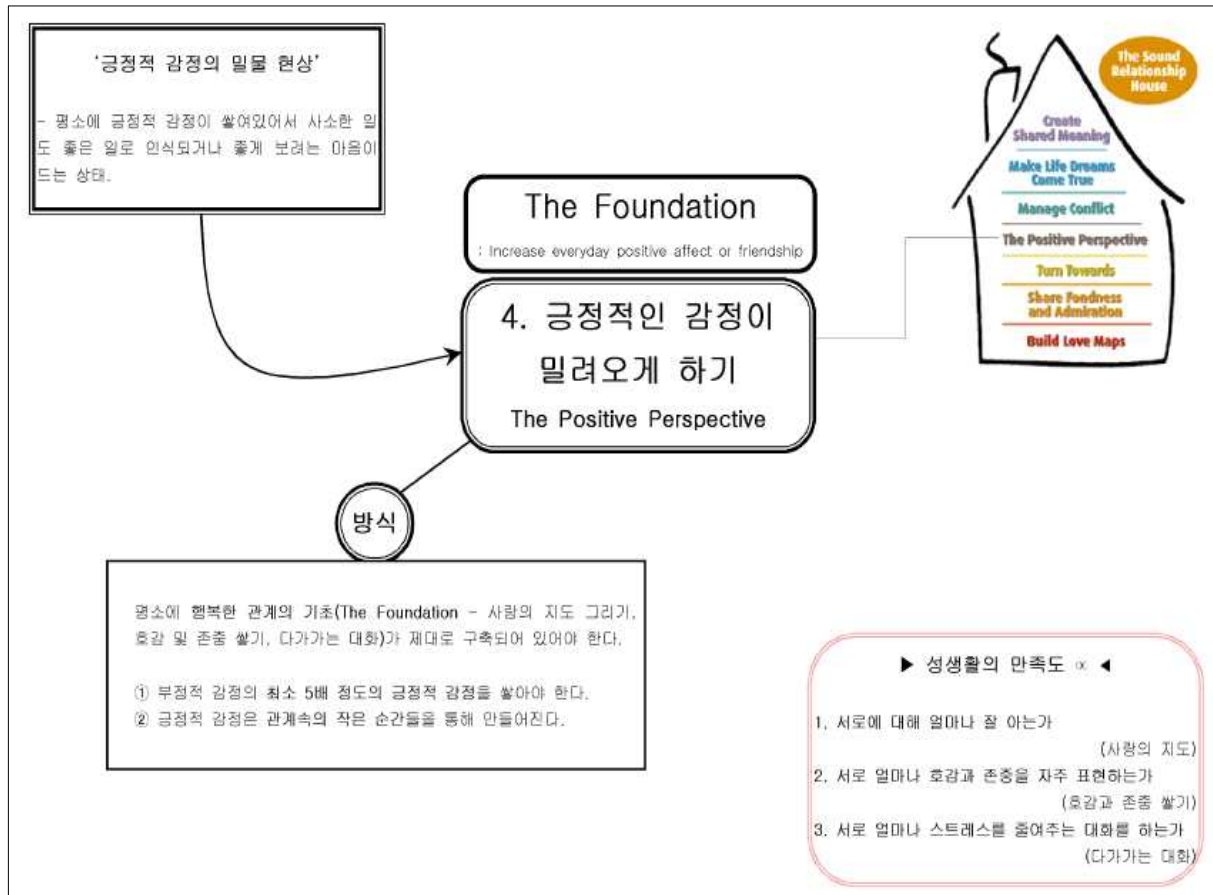 ‘긍정적 감정의 밀물 현상’
- 평소에 긍정적 감정이 쌓여있어서 사소한 일
도 좋은 일로 인식되거나 좋게 보려는 마음이
드는 상태.
The Foundation
: Increase everyday positive affect or friendship
4. 긍정적인 감정이
밀려오게 하기
The Positive Perspective
The Sound
Relationship
House
Create
Shared Meaning
Make Life Dreams
Come True
Manage Conflict
The Positive Perspective
Turn Towards
Share Fondness
and Admiration
Build Love Maps
방식
평소에 행복한 관계의 기초(The Foundation - 사랑의 지도 그리기,
호감 및 존중 쌓기, 다가가는 대화)가 제대로 구축되어 있어야 한다.
① 부정적 감정의 최소 5배 정도의 긍정적 감정을 쌓아야 한다.
② 긍정적 감정은 관계속의 작은 순간들을 통해 만들어진다.
▶ 성생활의 만족도 ∝ ◀
1. 서로에 대해 얼마나 잘 아는가
(사랑의 지도)
2. 서로 얼마나 호감과 존중을 자주 표현하는가
(호감과 존중 쌓기)
3. 서로 얼마나 스트레스를 줄여주는 대화를 하는가
(다가가는 대화)